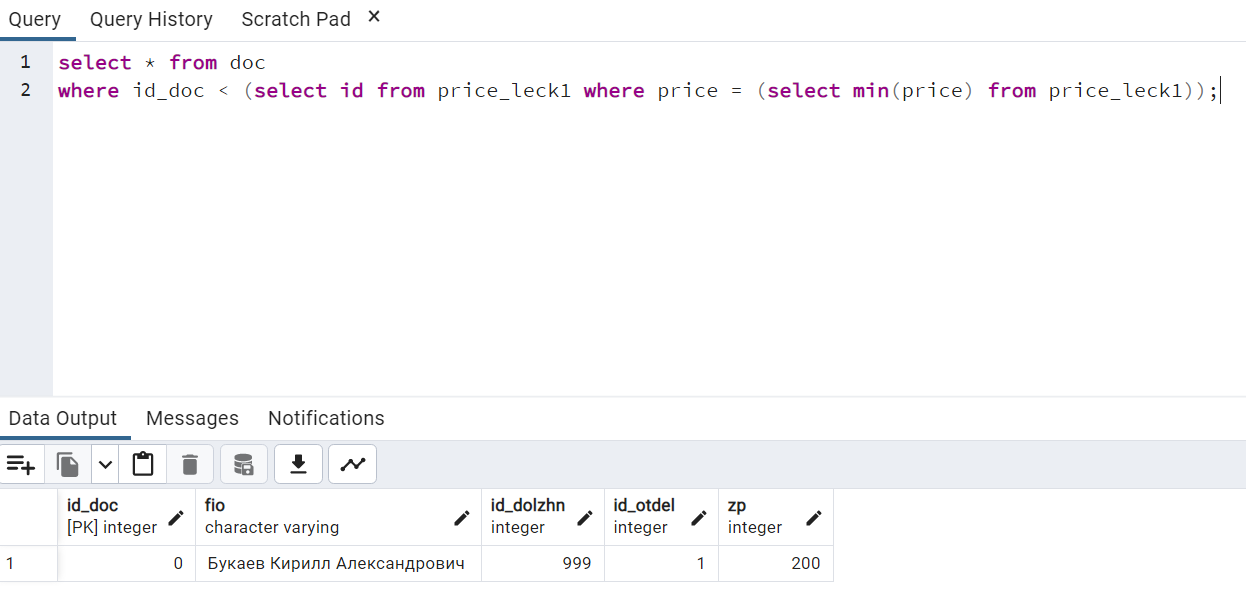 Query Query History Scratch Pad ×
1 select * from doc
2 where id_doc < (select id from price_leck1 where price = (select min(price) from price_leck1));
Data Output Messages Notifications
id_doc fio id_dolzhn id_otdel zp
[PK] integer character varying integer integer integer
1 0 Букаев Кирилл Александрович 999 1 200